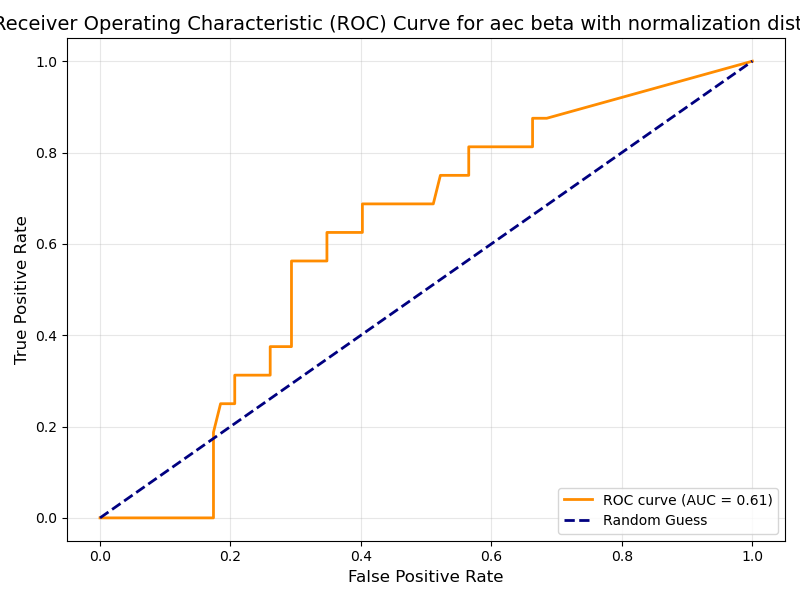 Receiver Operating Characteristic (ROC) Curve for aec beta with normalization dist
1.0
0.8
0.6
0.4
0.2
0.0
True Positive Rate
ROC curve (AUC = 0.61)
Random Guess
0.0 0.2 0.4 0.6 0.8 1.0
False Positive Rate